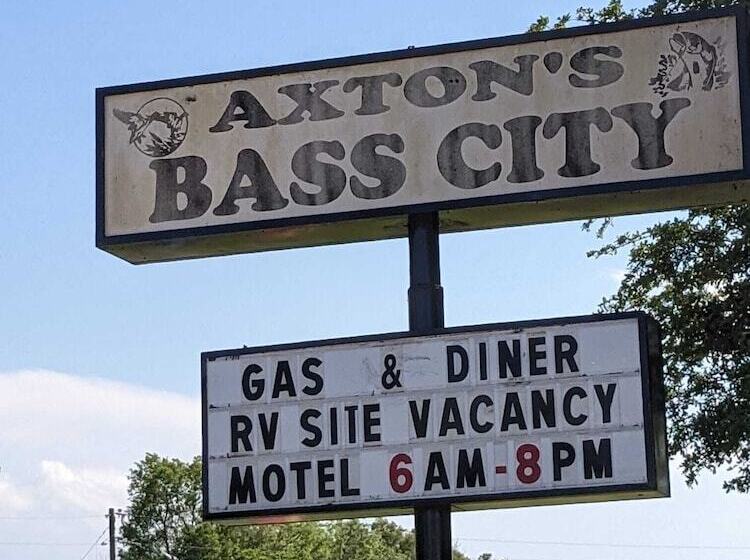 AXTON'S
BASS CITY
GAS & DINER
RV SITE VACANCY
MOTEL 6AM-8PM